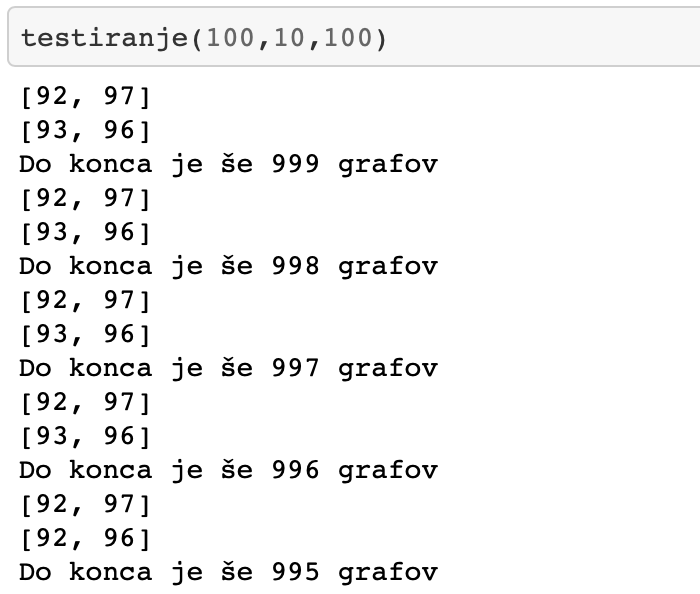 testiranje(100,10,100)
[92, 97]
[93, 96]
Do konca je še 999 grafov
[92, 97]
[93, 96]
Do konca je še 998 grafov
[92, 97]
[93, 96]
Do konca je še 997 grafov
[92, 97]
[93, 96]
Do konca je še 996 grafov
[92, 97]
[92, 96]
Do konca je še 995 grafov